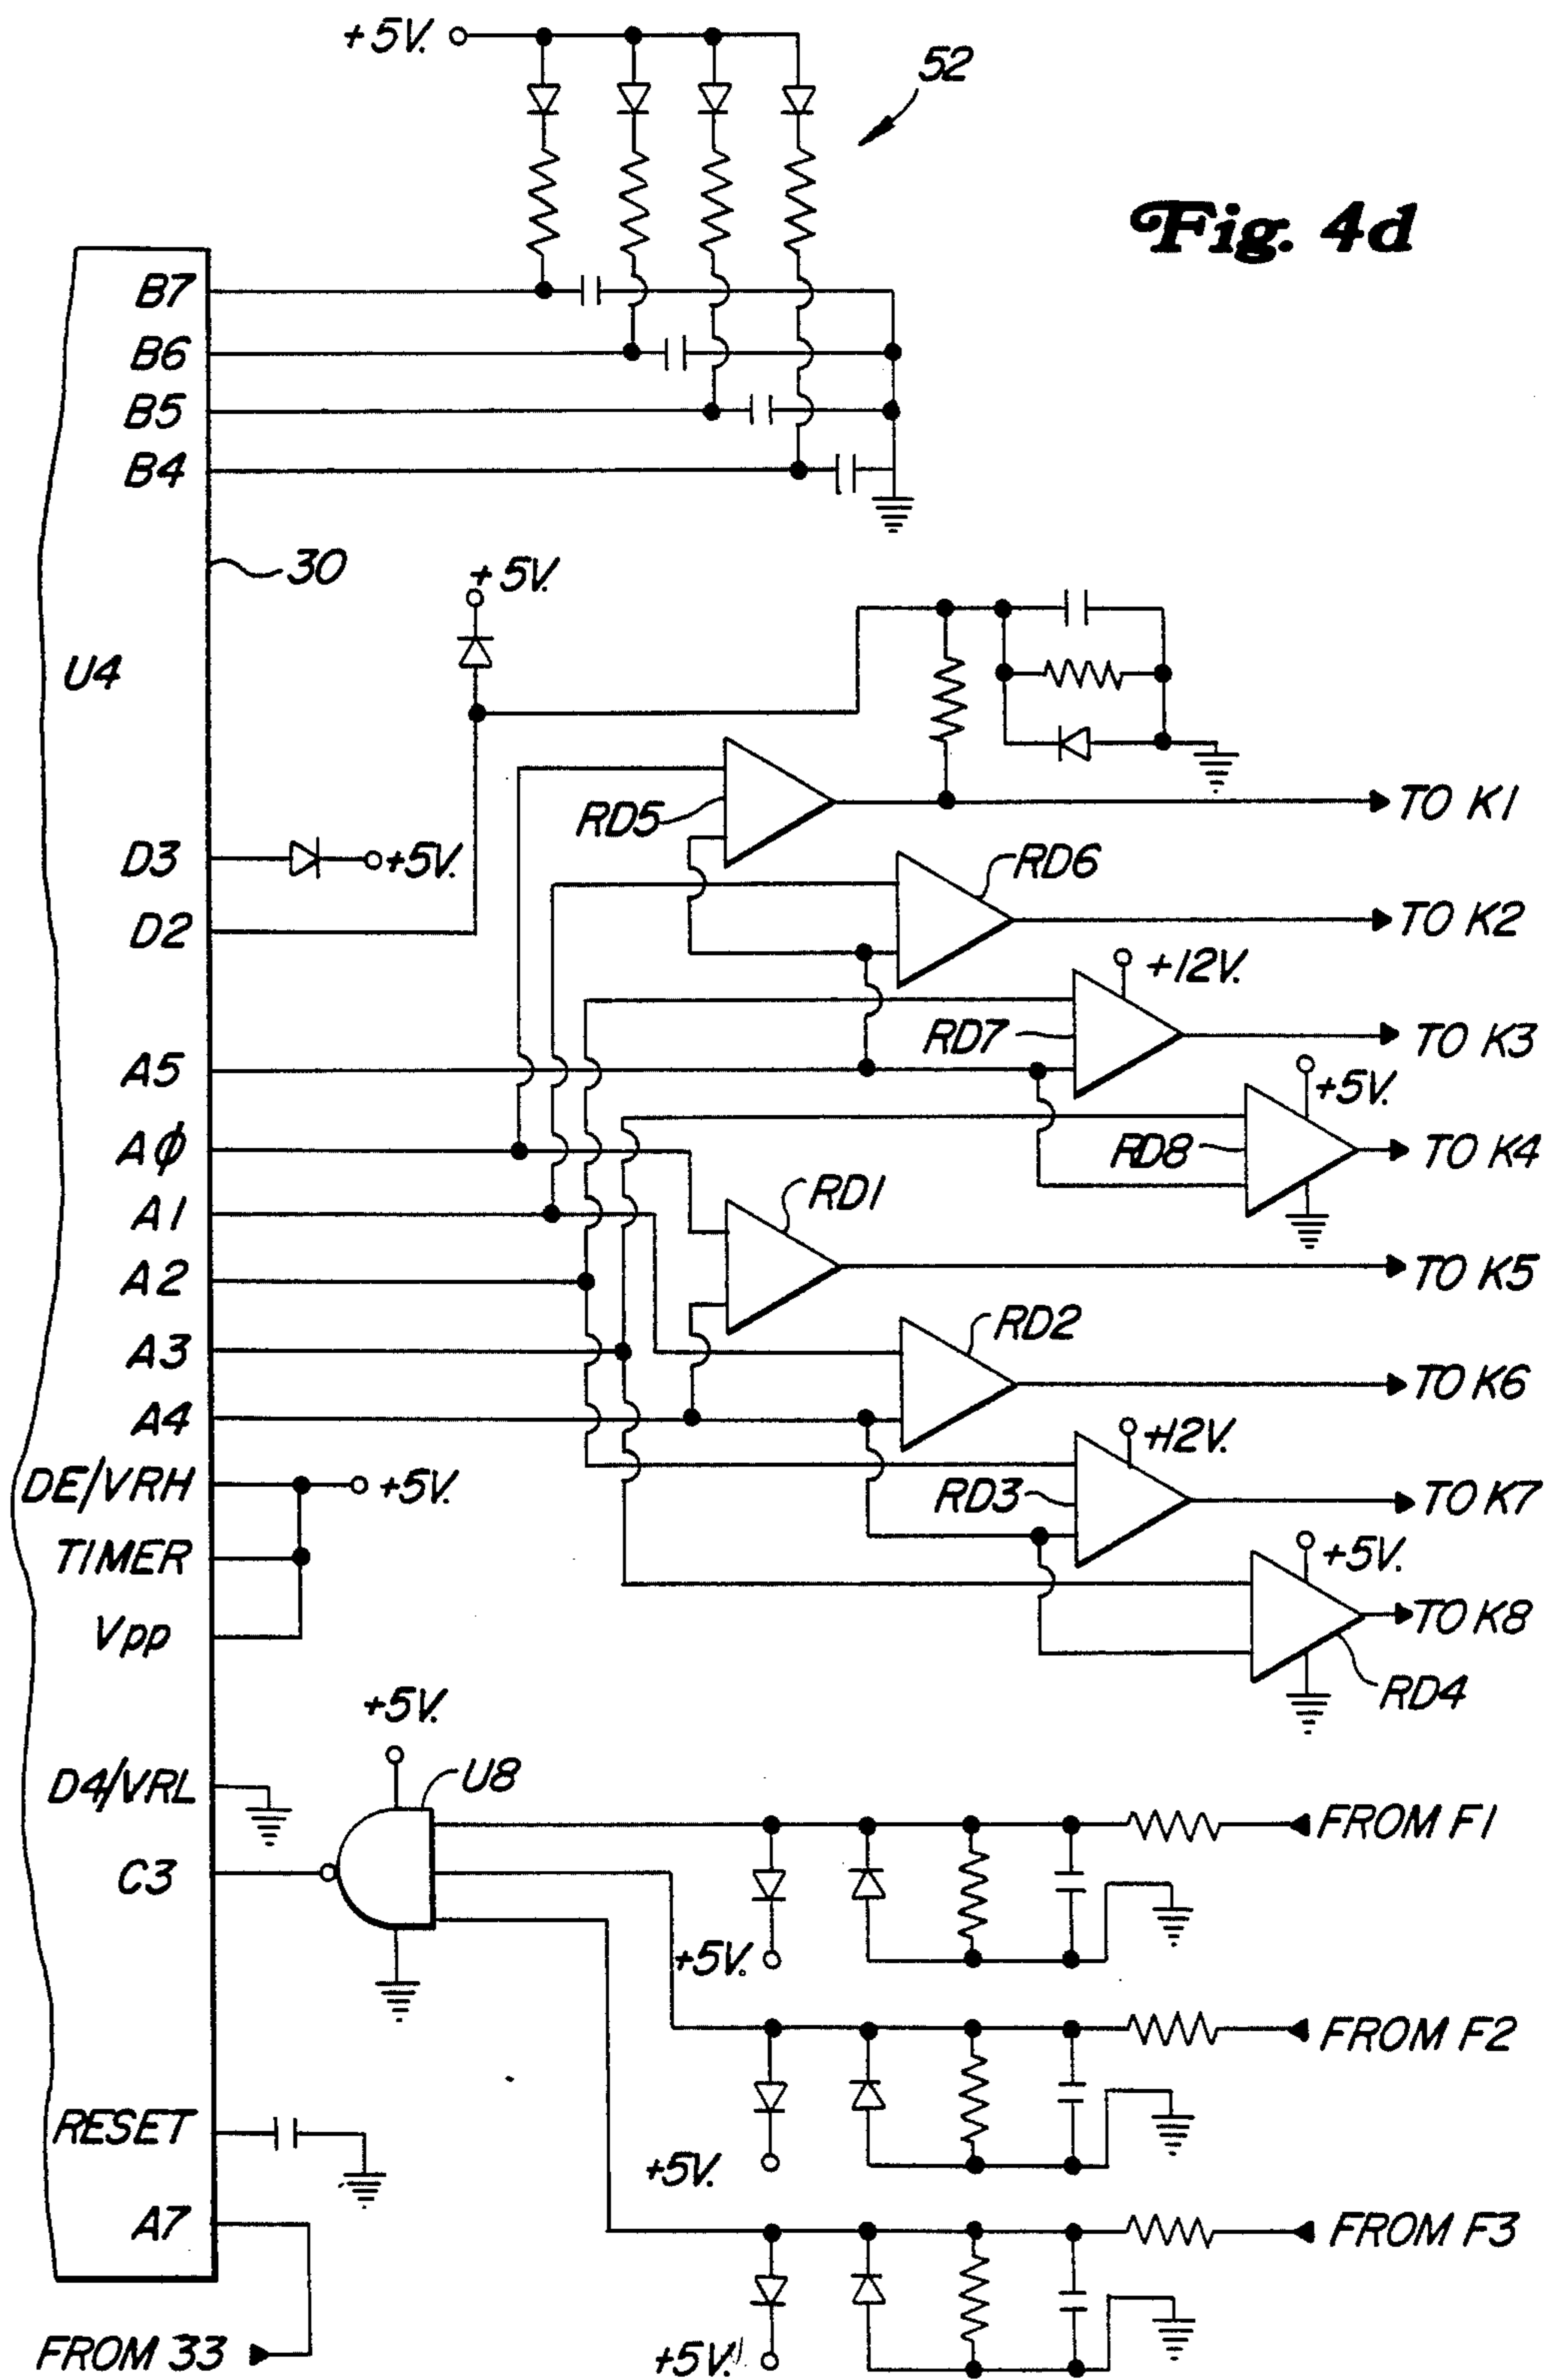 +5V.
52
Fig. 4d
B7
B6
B5
B4
30
+5V.
U4
RD5
TO K1
D3
+5V.
RD6
D2
TO K2
+12V.
RD7
TO K3
A5
+5V.
Aϕ
RD8
TO K4
RD1
A1
A2
TO K5
RD2
A3
TO K6
A4
+12V.
DE/VRH
+5V.
RD3
TO K7
TIMER
+5V.
Vpp
TO K8
RD4
+5V.
U8
D4/VRL
FROM F1
C3
+5V.
FROM F2
RESET
+5V.
A7
FROM F3
FROM 33
+5V.